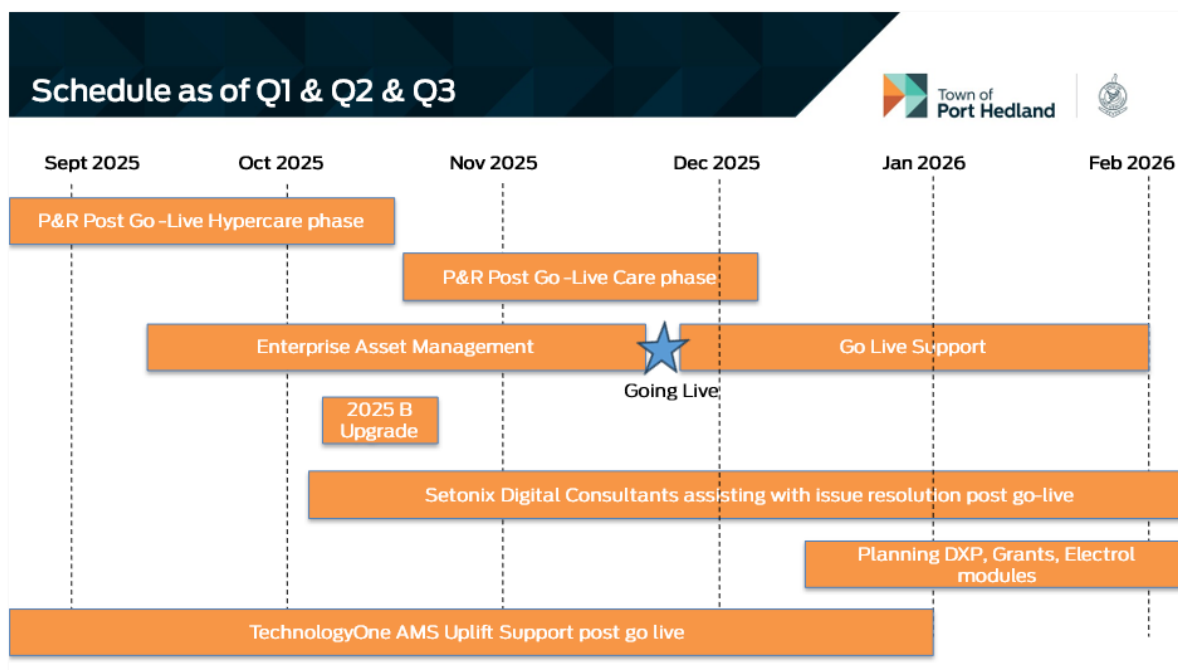 Schedule as of Q1 & Q2 & Q3
Town of
Port Hedland
Sept 2025
Oct 2025
Nov 2025
Dec 2025
Jan 2026
Feb 2026
P&R Post Go -Live Hypercare phase
P&R Post Go -Live Care phase
Enterprise Asset Management
Go Live Support
Going Live
2025 B
Upgrade
Setonix Digital Consultants assisting with issue resolution post go-live
Planning DXP, Grants, Electrol
modules
TechnologyOne AMS Uplift Support post go live